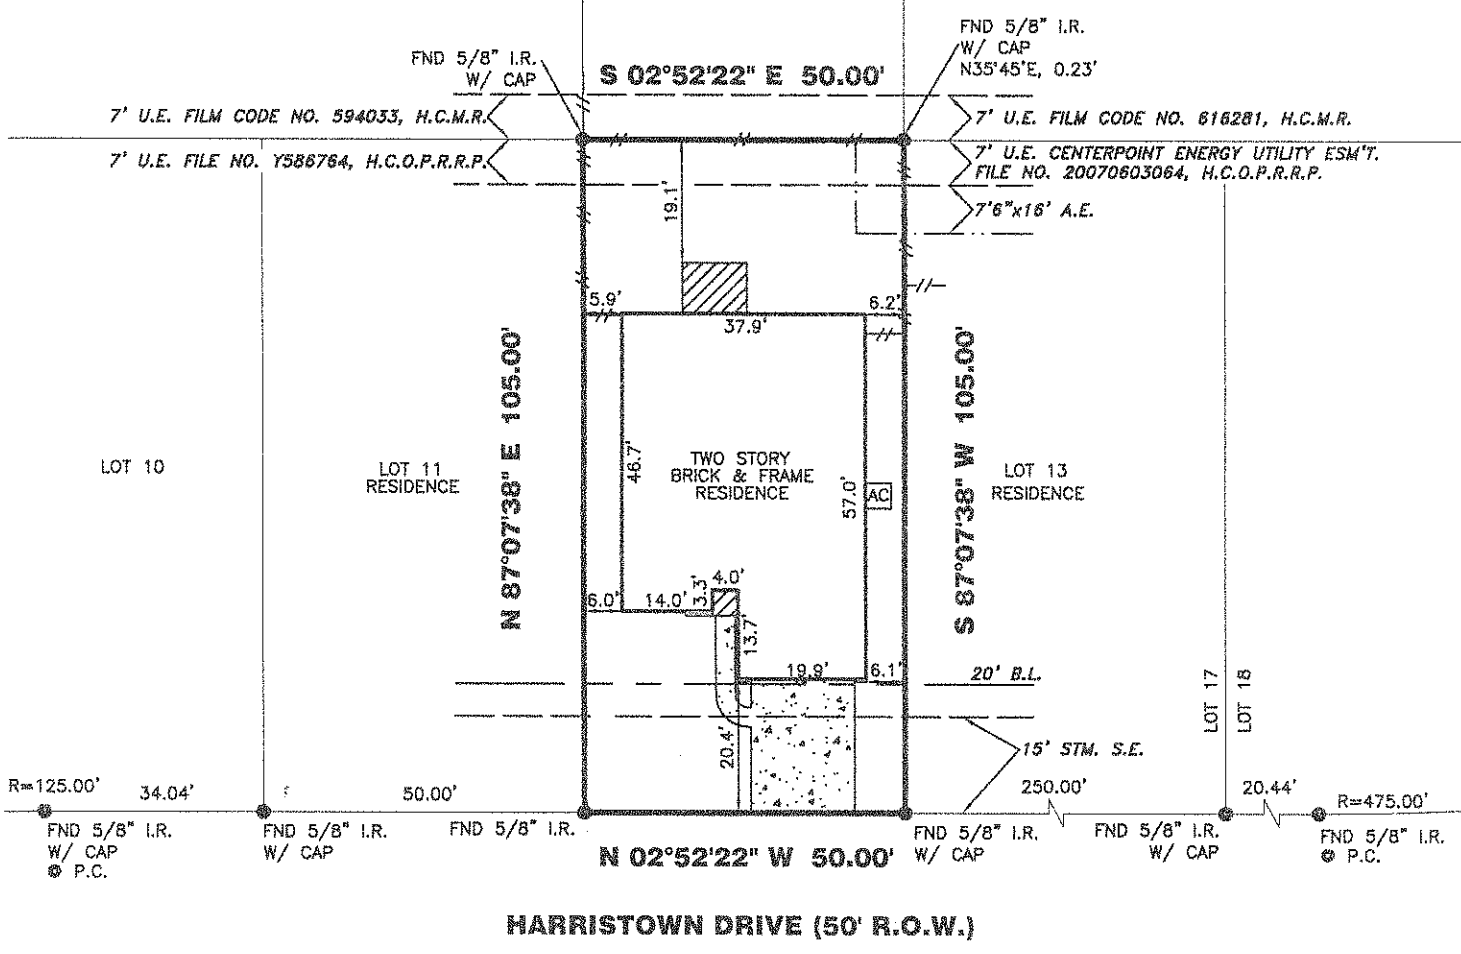 FND 5/8" I.R.
W/ CAP
S 02°52'22" E 50.00'
FND 5/8" I.R.
W/ CAP
N35°45'E, 0.23'
7' U.E. FILM CODE NO. 594033, H.C.M.R.
7' U.E. FILE NO. Y586764, H.C.O.P.R.R.P.
7' U.E. FILM CODE NO. 616281, H.C.M.R.
7' U.E. CENTERPOINT ENERGY UTILITY ESM'T.
FILE NO. 20070603064, H.C.O.P.R.R.P.
7'6"x16' A.E.
19.1'
5.9'
37.9'
6.2'
N 87°07'38" E 105.00'
S 87°07'38" W 105.00'
LOT 10
LOT 11
RESIDENCE
46.7'
TWO STORY
BRICK & FRAME
RESIDENCE
57.0'
AC
LOT 13
RESIDENCE
6.0'
14.0'
3.3'
4.0'
13.7'
19.9'
6.1'
20' B.L.
LOT 17
LOT 18
20.4'
15' STM. S.E.
R=125.00'
34.04'
50.00'
250.00'
20.44'
R=475.00'
FND 5/8" I.R.
W/ CAP
@ P.C.
FND 5/8" I.R.
W/ CAP
FND 5/8" I.R.
FND 5/8" I.R.
W/ CAP
FND 5/8" I.R.
W/ CAP
FND 5/8" I.R.
@ P.C.
N 02°52'22" W 50.00'
HARRISTOWN DRIVE (50' R.O.W.)